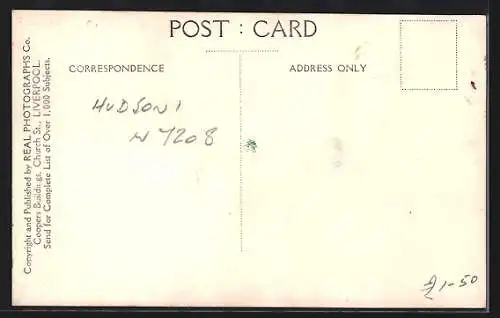 POST : CARD
CORRESPONDENCE
ADDRESS ONLY
HUDSON 1
N 7208
£1-50
Copyright and Published by REAL PHOTOGRAPHS Co.
Coopers Buildings, Church St., LIVERPOOL.
Send for Complete List of Over 1,000 Subjects.